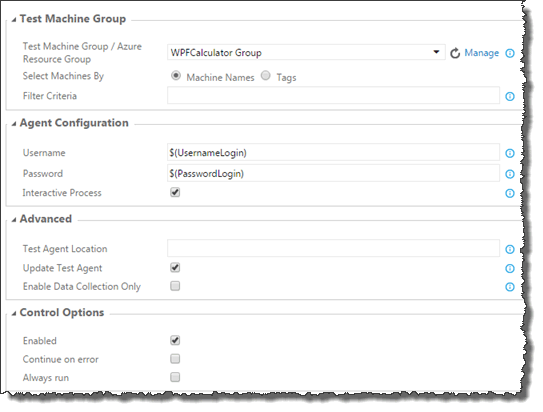 Test Machine Group
Test Machine Group / Azure
Resource Group
WPFCalculator Group
Manage
Select Machines By
Machine Names
Tags
Filter Criteria
Agent Configuration
Username
$(UsernameLogin)
Password
$(PasswordLogin)
Interactive Process
Advanced
Test Agent Location
Update Test Agent
Enable Data Collection Only
Control Options
Enabled
Continue on error
Always run